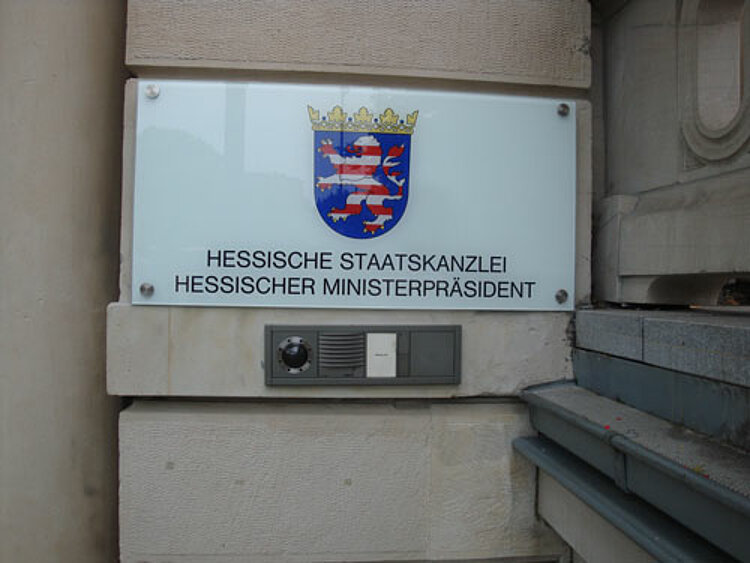 HESSISCHE STAATSKANZLEI
HESSISCHER MINISTERPRÄSIDENT